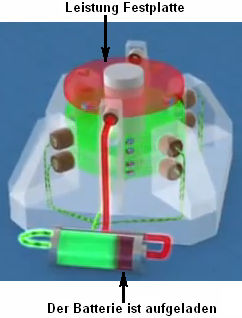 Leistung Festplatte
Der Batterie ist aufgeladen